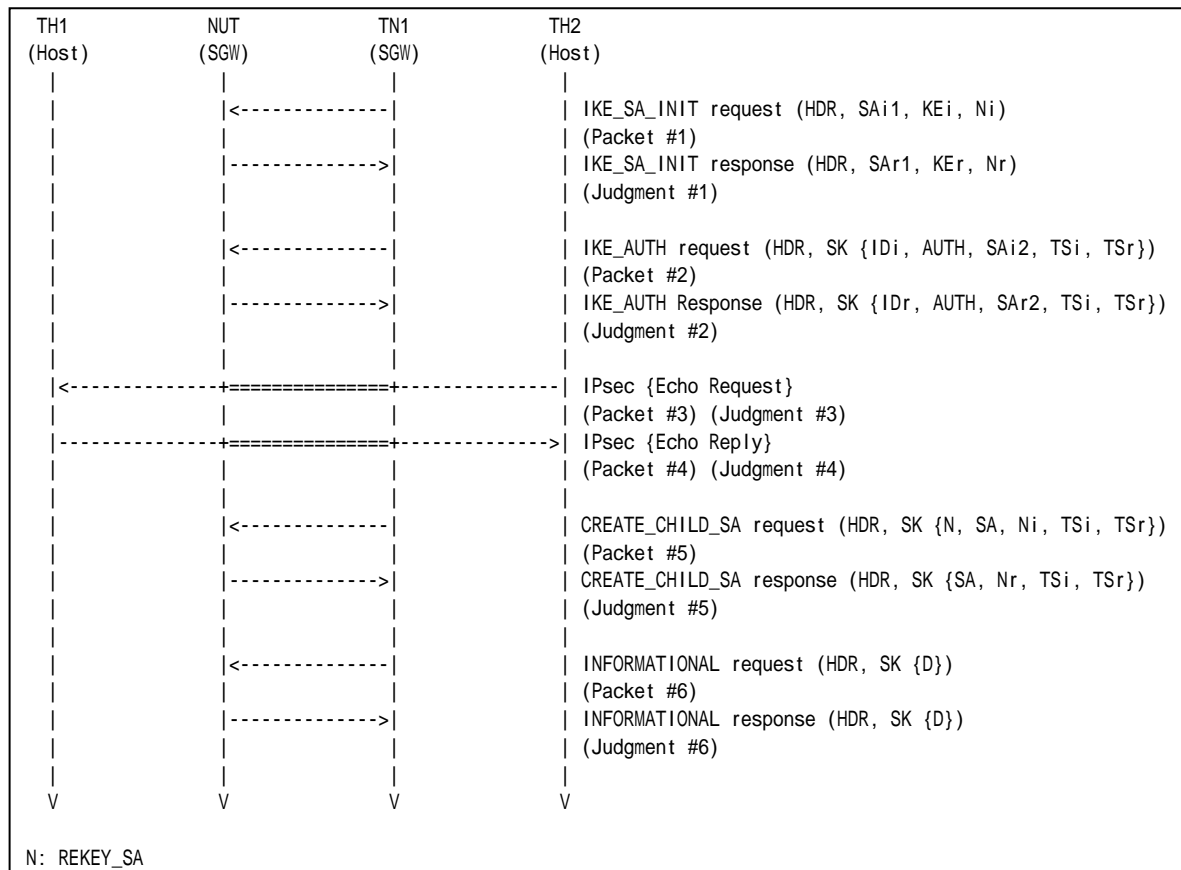 TH1 NUT TN1 TH2
(Host) (SGW) (SGW) (Host)
| | | |
| |<--------------| | IKE_SA_INIT request (HDR, SAi1, KEi, Ni)
| | | | (Packet #1)
| |-------------->| | IKE_SA_INIT response (HDR, SAr1, KEr, Nr)
| | | | (Judgment #1)
| | | |
| |<--------------| | IKE_AUTH request (HDR, SK {IDi, AUTH, SAi2, TSi, TSr})
| | | | (Packet #2)
| |-------------->| | IKE_AUTH Response (HDR, SK {IDr, AUTH, SAr2, TSi, TSr})
| | | | (Judgment #2)
| | | |
|<--------------+===============+--------------| IPsec {Echo Request}
| | | | (Packet #3) (Judgment #3)
|---------------+===============+------------->| IPsec {Echo Reply}
| | | | (Packet #4) (Judgment #4)
| | | |
| |<--------------| | CREATE_CHILD_SA request (HDR, SK {N, SA, Ni, TSi, TSr})
| | | | (Packet #5)
| |-------------->| | CREATE_CHILD_SA response (HDR, SK {SA, Nr, TSi, TSr})
| | | | (Judgment #5)
| | | |
| |<--------------| | INFORMATIONAL request (HDR, SK {D})
| | | | (Packet #6)
| |-------------->| | INFORMATIONAL response (HDR, SK {D})
| | | | (Judgment #6)
| | | |
V V V V
N: REKEY_SA